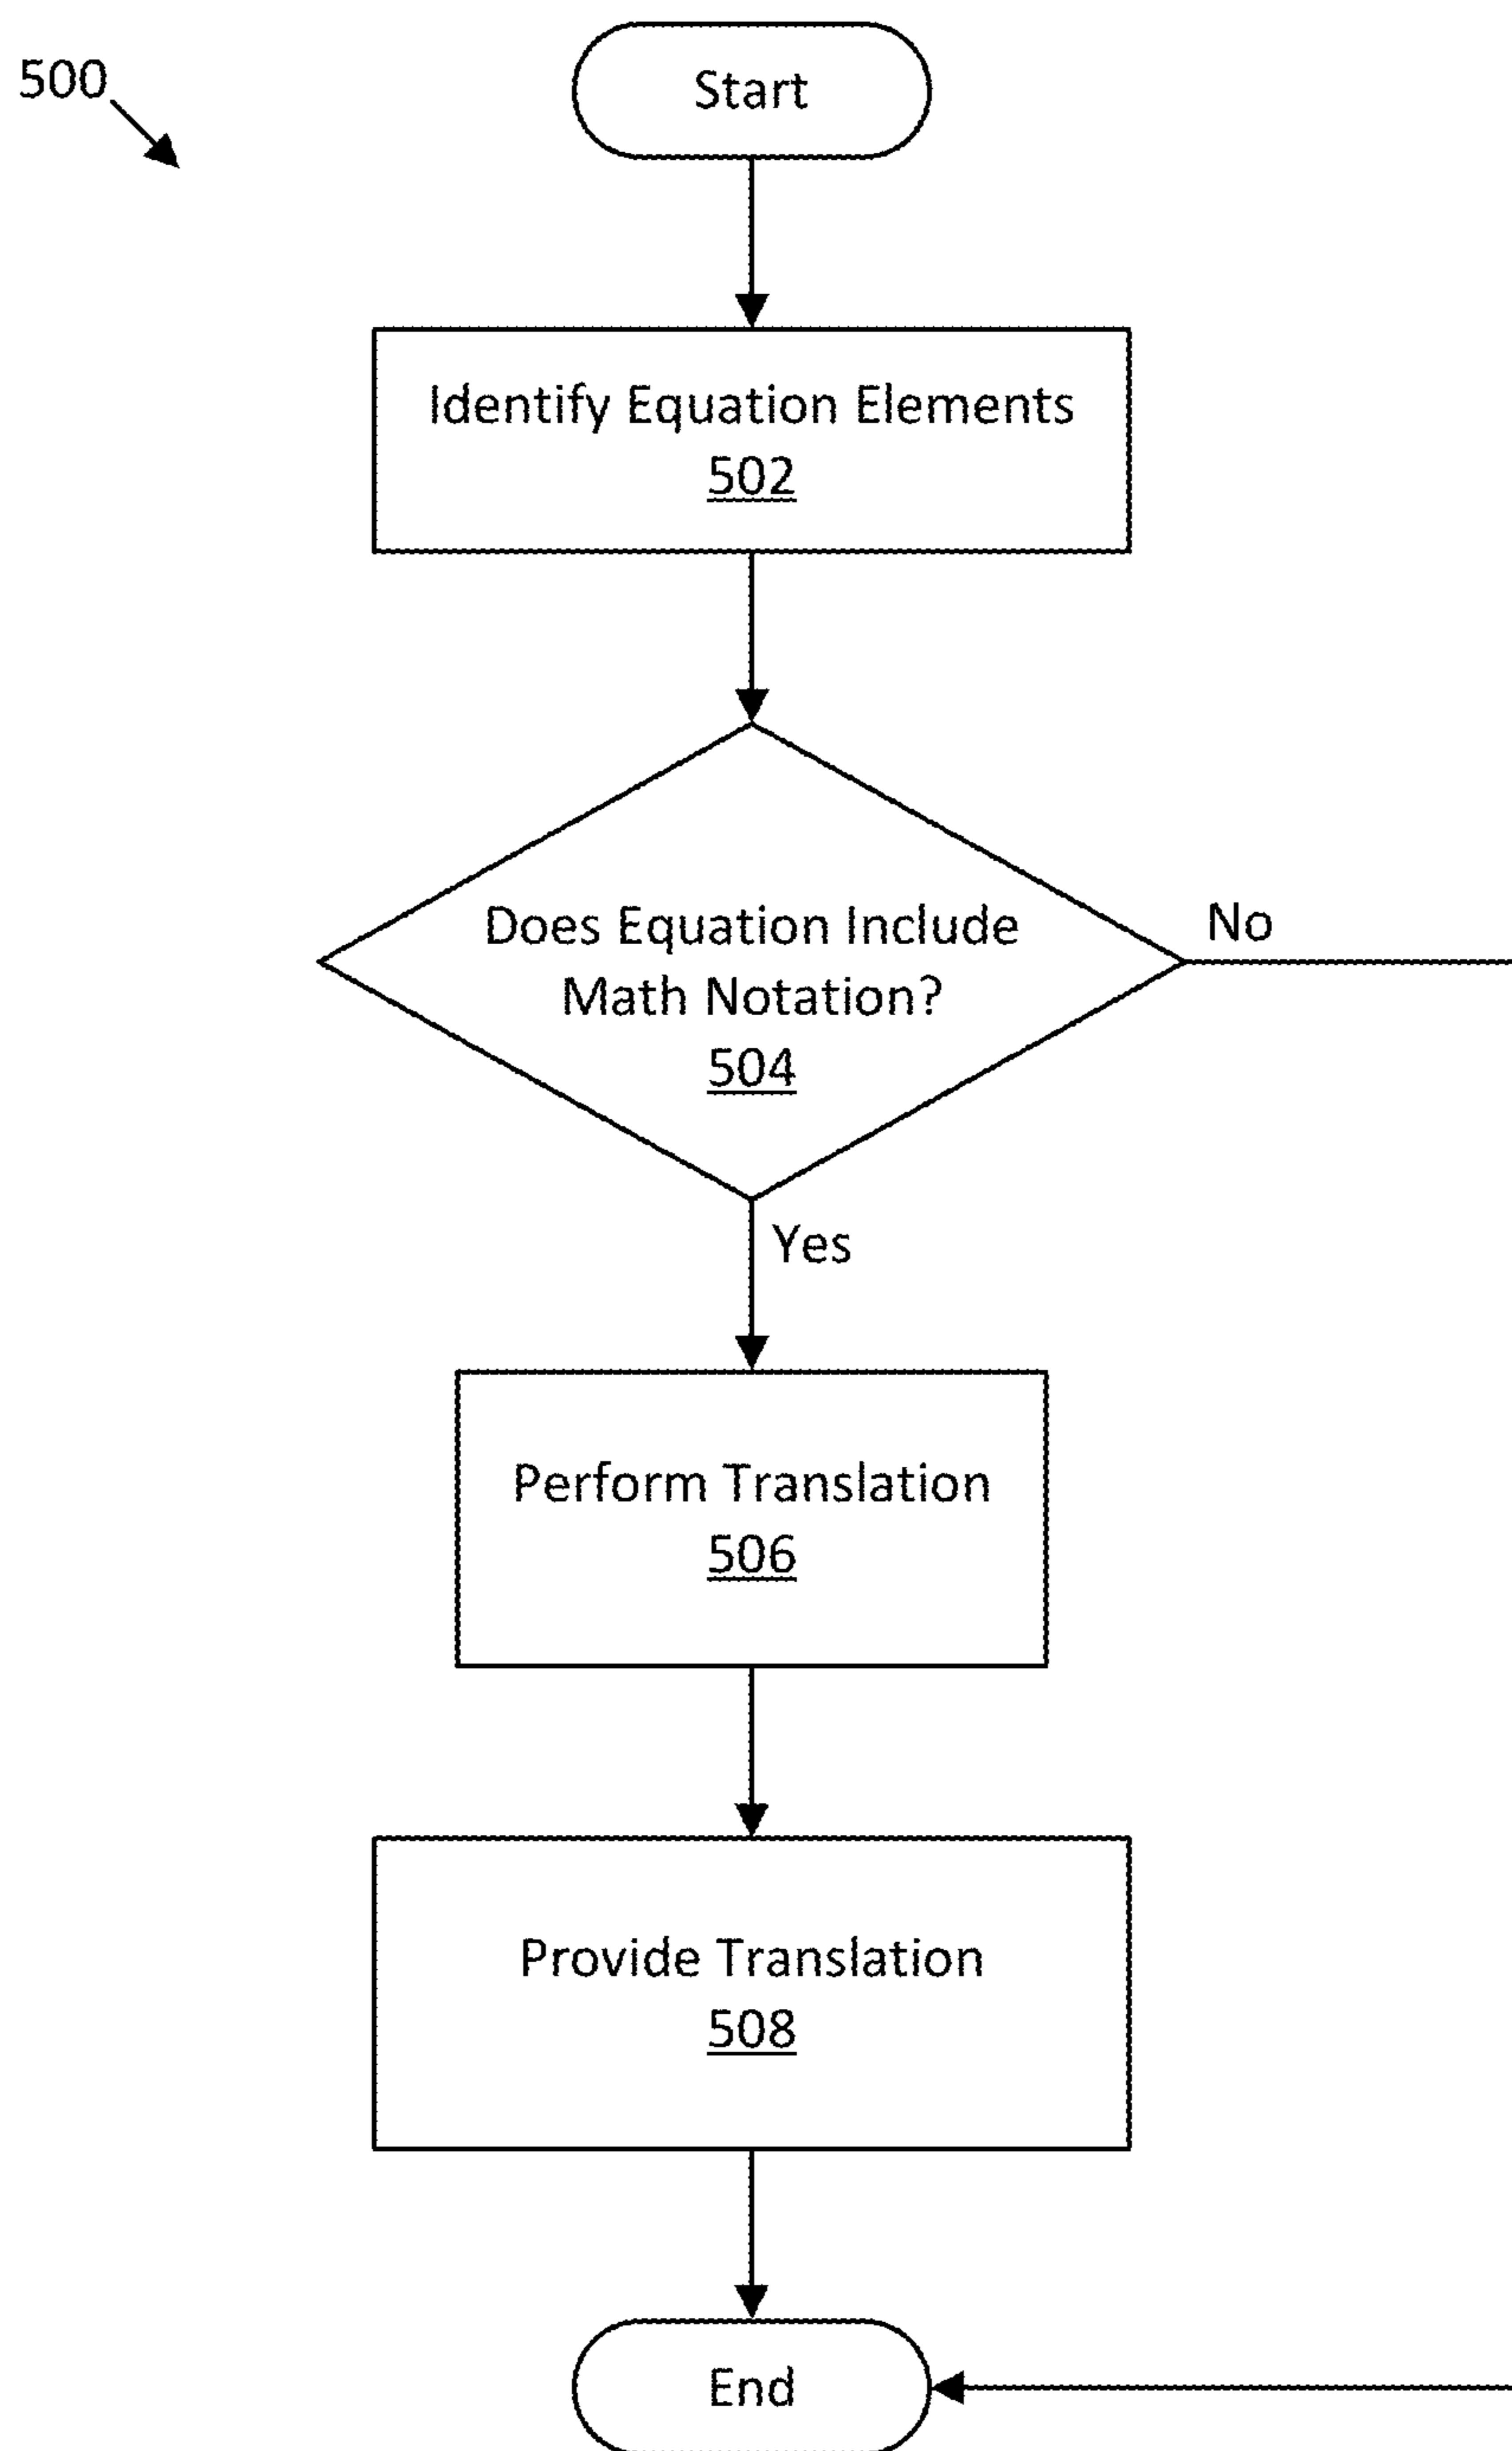 500
Start
Identify Equation Elements
502
Does Equation Include
Math Notation?
504
No
Yes
Perform Translation
506
Provide Translation
508
End